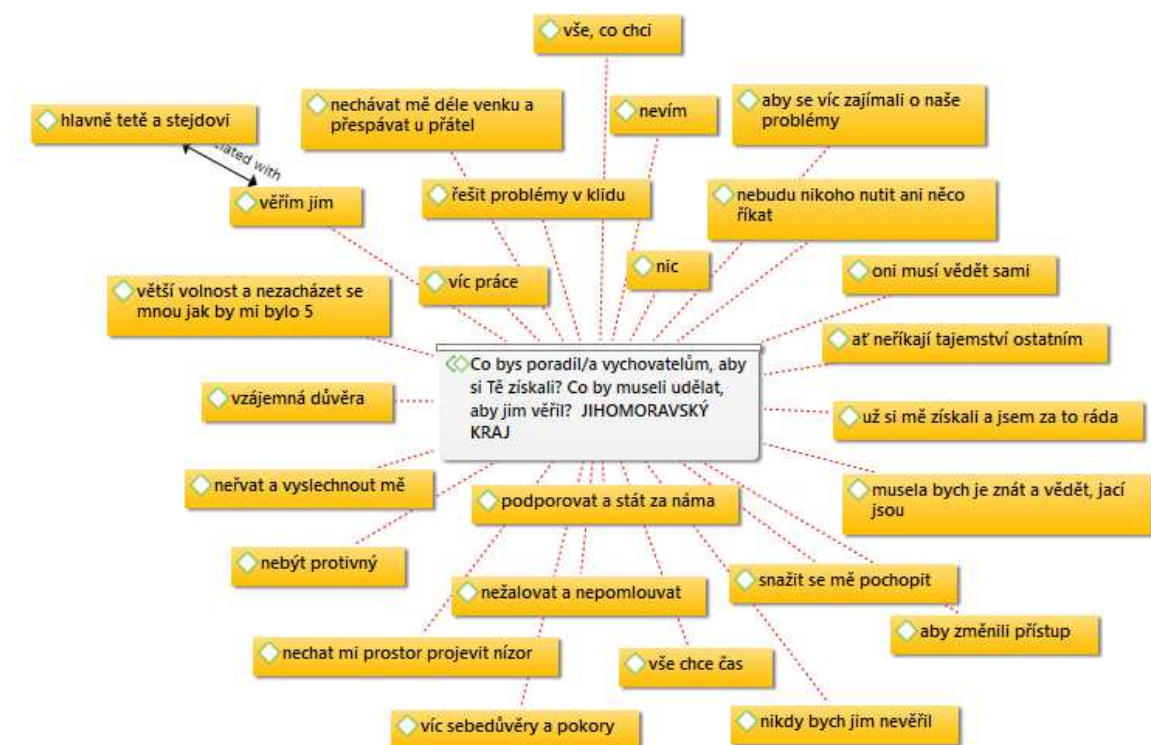 vše, co chci
nechávat mě déle venku a
přespávat u přátel
nevím
aby se víc zajímali o naše
problémy
hlavně tetě a stejdovi
ciated with
věřím jim
řešit problémy v klidu
nebudu nikoho nutit ani něco
říkat
víc práce
nic
oni musí vědět sami
větší volnost a nezacházet se
mnou jak by mi bylo 5
ať neříkají tajemství ostatním
Co bys poradil/a vychovatelům, aby
si Tě získali? Co by museli udělat,
aby jim věřil? JIHOMORAVSKÝ
KRAJ
vzájemná důvěra
už si mě získali a jsem za to ráda
neřvat a vyslechnout mě
podporovat a stát za náma
musela bych je znát a vědět, jací
jsou
nebýt protivný
nežalovat a nepomlouvat
snažit se mě pochopit
aby změnili přístup
nechat mi prostor projevit nízor
vše chce čas
víc sebedůvěry a pokory
nikdy bych jim nevěřil